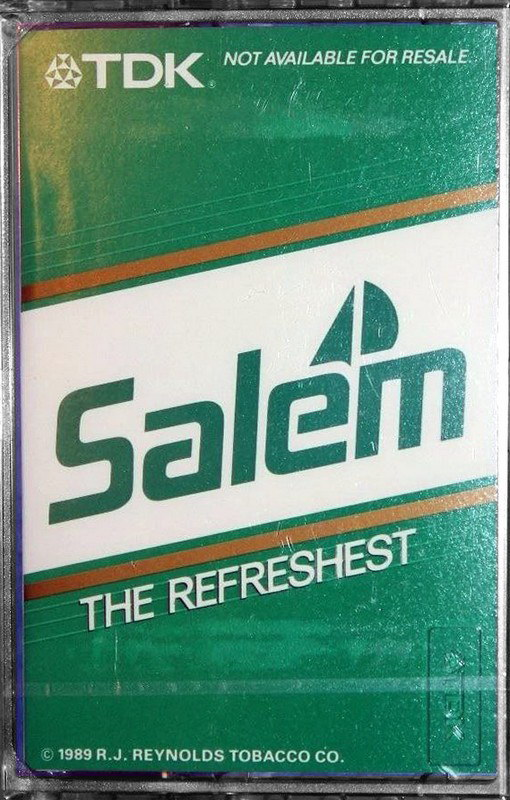 TDK® NOT AVAILABLE FOR RESALE
Salem
THE REFRESHEST
© 1989 R.J. REYNOLDS TOBACCO CO.